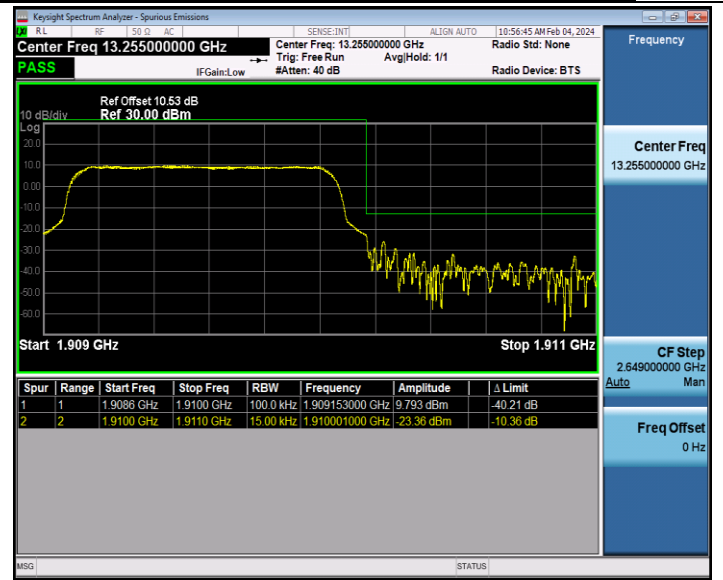 Keysight Spectrum Analyzer - Spurious Emissions
RL RF 50 Ω AC SENSE:INT ALIGN AUTO 10:56:45 AM Feb 04, 2024
Center Freq 13.255000000 GHz
Center Freq: 13.255000000 GHz
Radio Std: None
Trig: Free Run Avg|Hold: 1/1
PASS
IFGain:Low
#Atten: 40 dB
Radio Device: BTS
Frequency
Ref Offset 10.53 dB
10 dB/div Ref 30.00 dBm
Log
20.0
10.0
0.00
-10.0
-20.0
-30.0
-40.0
-50.0
-60.0
Start 1.909 GHz Stop 1.911 GHz
Spur Range Start Freq Stop Freq RBW Frequency Amplitude Δ Limit
1 1 1.9086 GHz 1.9100 GHz 100.0 kHz 1.909153000 GHz 9.793 dBm -40.21 dB
2 2 1.9100 GHz 1.9110 GHz 15.00 kHz 1.910001000 GHz -23.36 dBm -10.36 dB
Center Freq
13.255000000 GHz
CF Step
2.649000000 GHz
Auto Man
Freq Offset
0 Hz
MSG STATUS